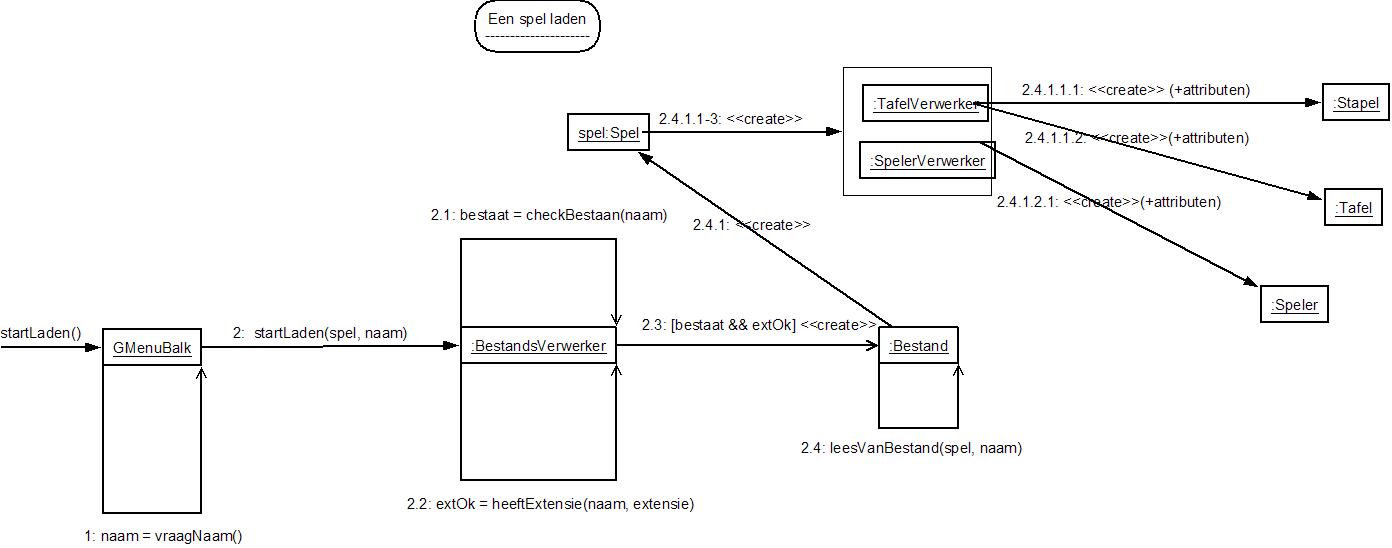 Een spel laden
:TafelVerwerker
2.4.1.1.1: <<create>> (+attributen)
:Stapel
spel:Spel
2.4.1.1-3: <<create>>
2.4.1.1.2: <<create>>(+attributen)
:SpelerVerwerker
2.4.1.2.1: <<create>>(+attributen)
:Tafel
2.1: bestaat = checkBestaan(naam)
2.4.1: <<create>>
:Speler
startLaden()
2:  startLaden(spel, naam)
2.3: [bestaat && extOk] <<create>>
GMenuBalk
:BestandsVerwerker
:Bestand
2.4: leesVanBestand(spel, naam)
2.2: extOk = heeftExtensie(naam, extensie)
1: naam = vraagNaam()